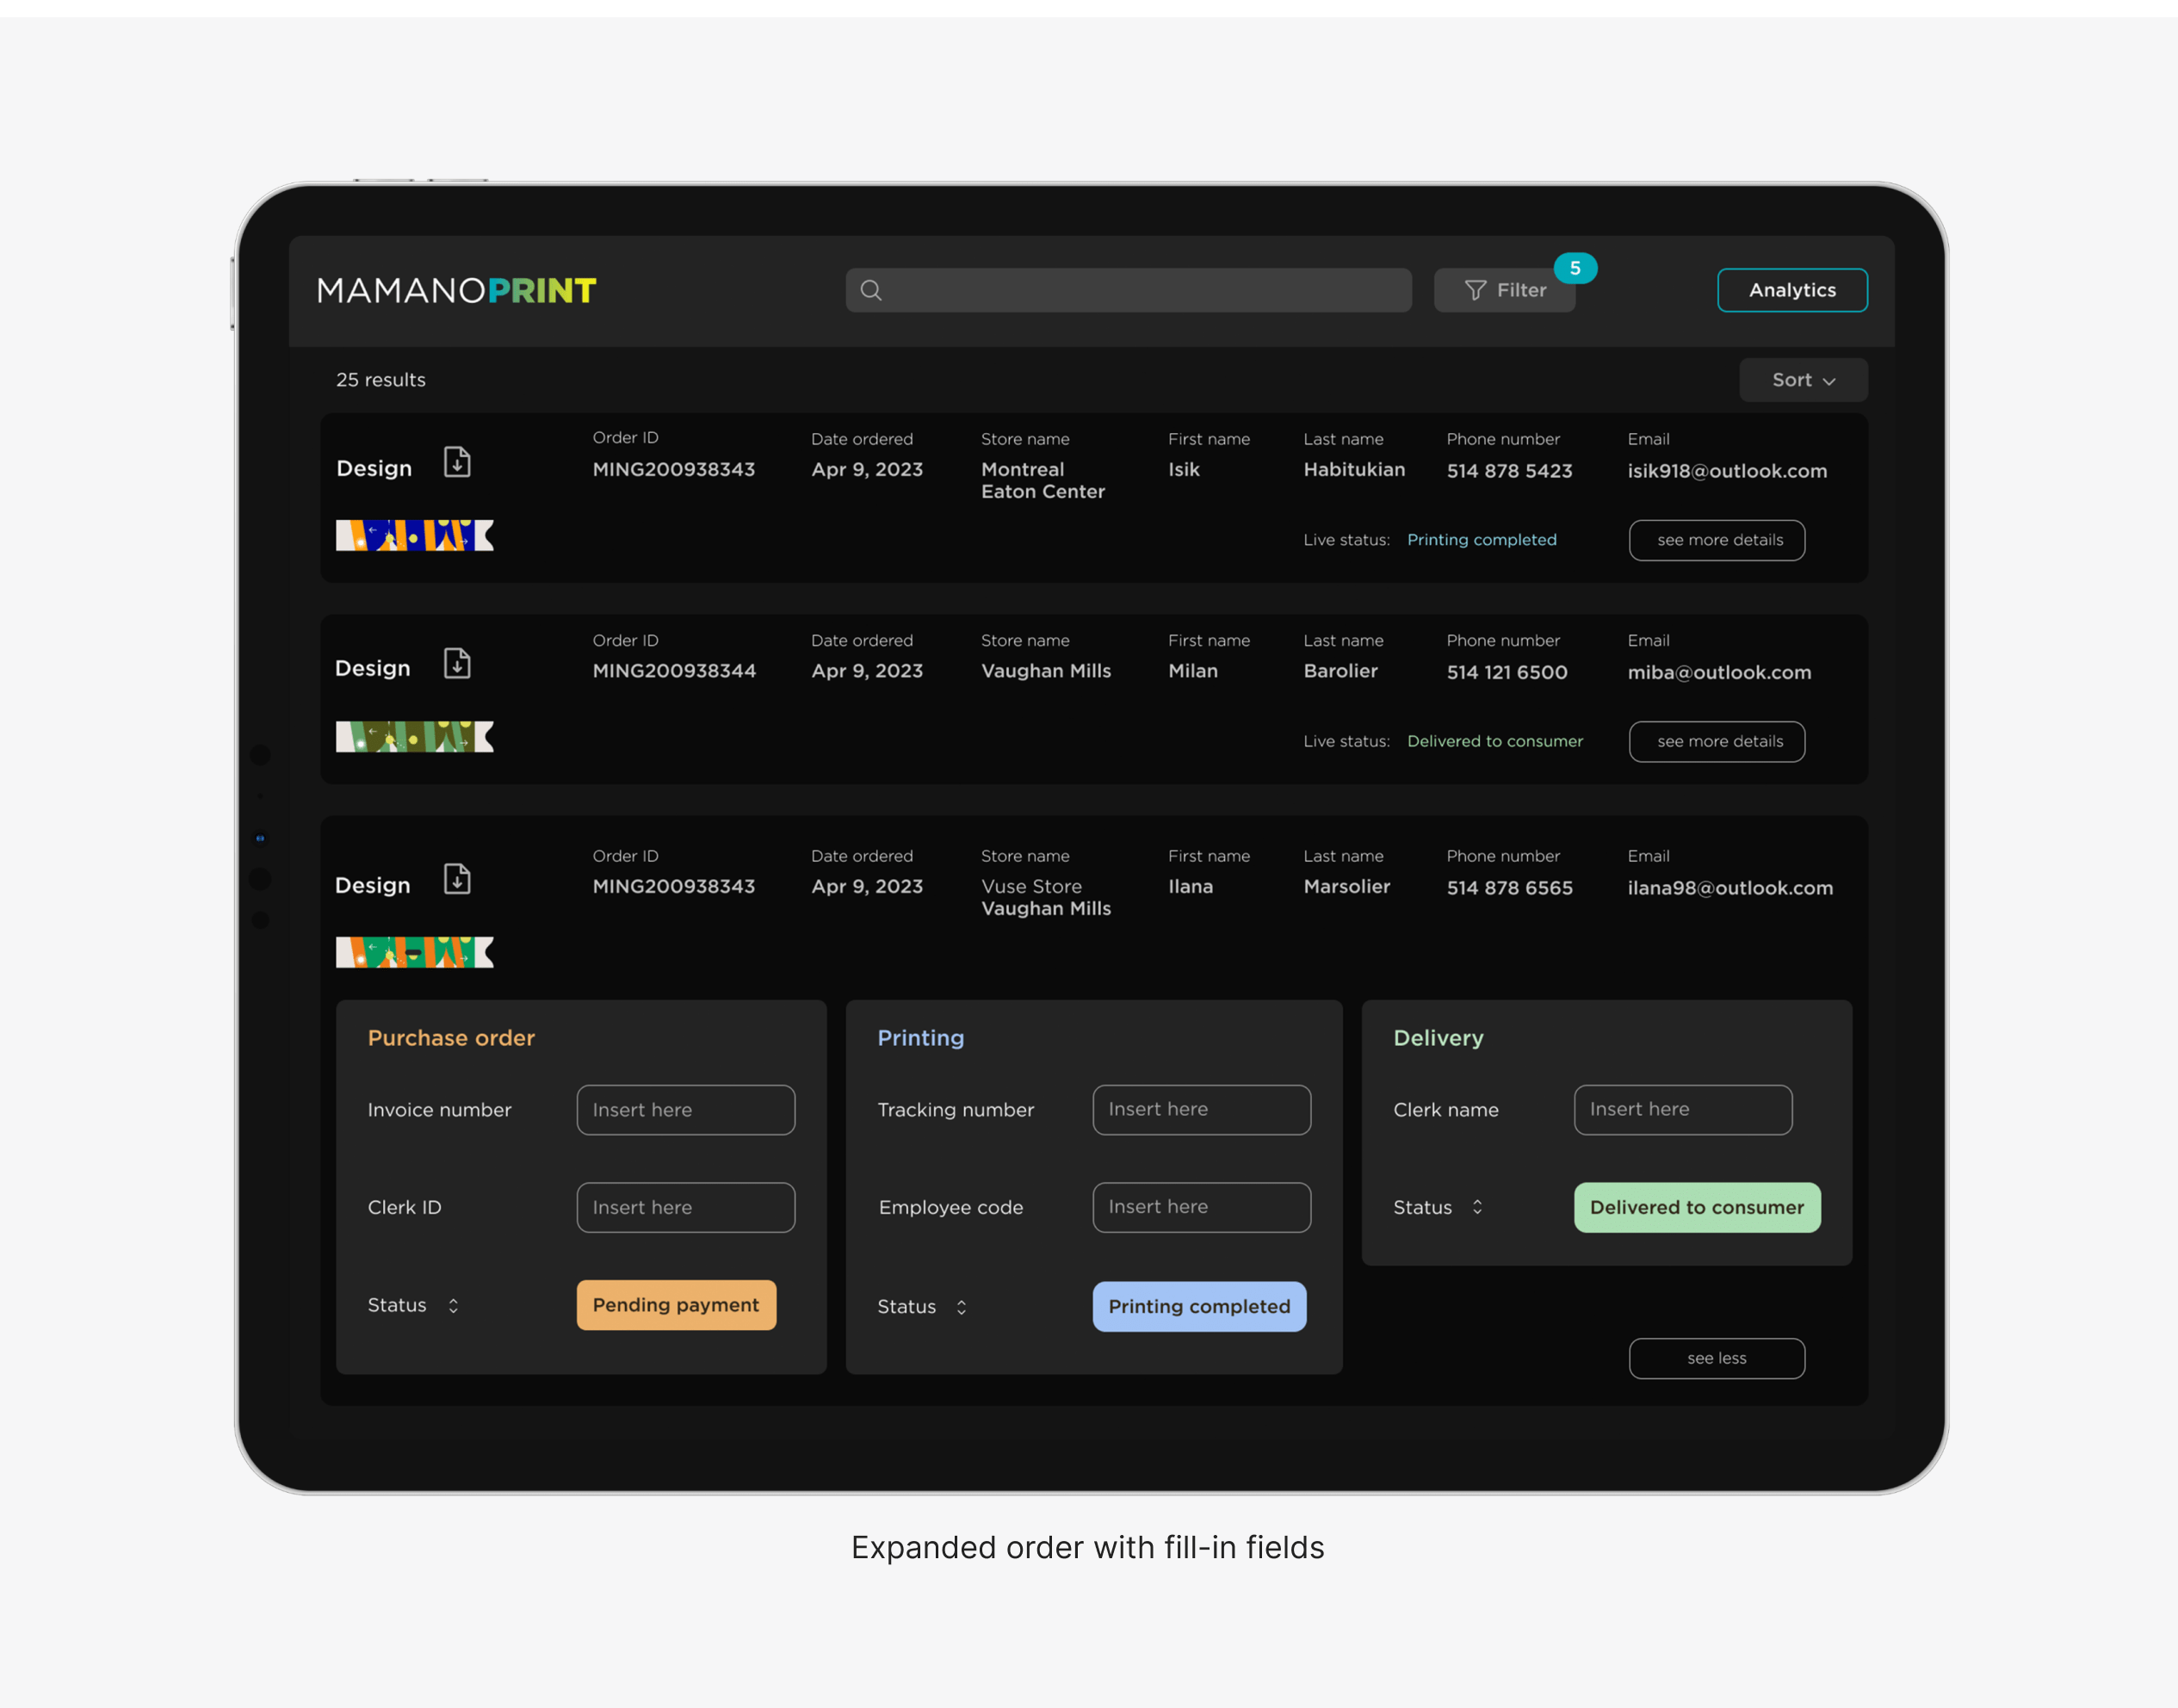 MAMANOPRINT
Filter
5
Analytics
25 results
Sort
Design
Order ID
MING200938343
Date ordered
Apr 9, 2023
Store name
Montreal
Eaton Center
First name
Isik
Last name
Habitukian
Phone number
514 878 5423
Email
isik918@outlook.com
Live status: Printing completed
see more details
Design
Order ID
MING200938344
Date ordered
Apr 9, 2023
Store name
Vaughan Mills
First name
Milan
Last name
Barolier
Phone number
514 121 6500
Email
miba@outlook.com
Live status: Delivered to consumer
see more details
Design
Order ID
MING200938343
Date ordered
Apr 9, 2023
Store name
Vuse Store
Vaughan Mills
First name
Ilana
Last name
Marsolier
Phone number
514 878 6565
Email
ilana98@outlook.com
Purchase order
Invoice number
Insert here
Clerk ID
Insert here
Status
Pending payment
Printing
Tracking number
Insert here
Employee code
Insert here
Status
Printing completed
Delivery
Clerk name
Insert here
Status
Delivered to consumer
see less
Expanded order with fill-in fields